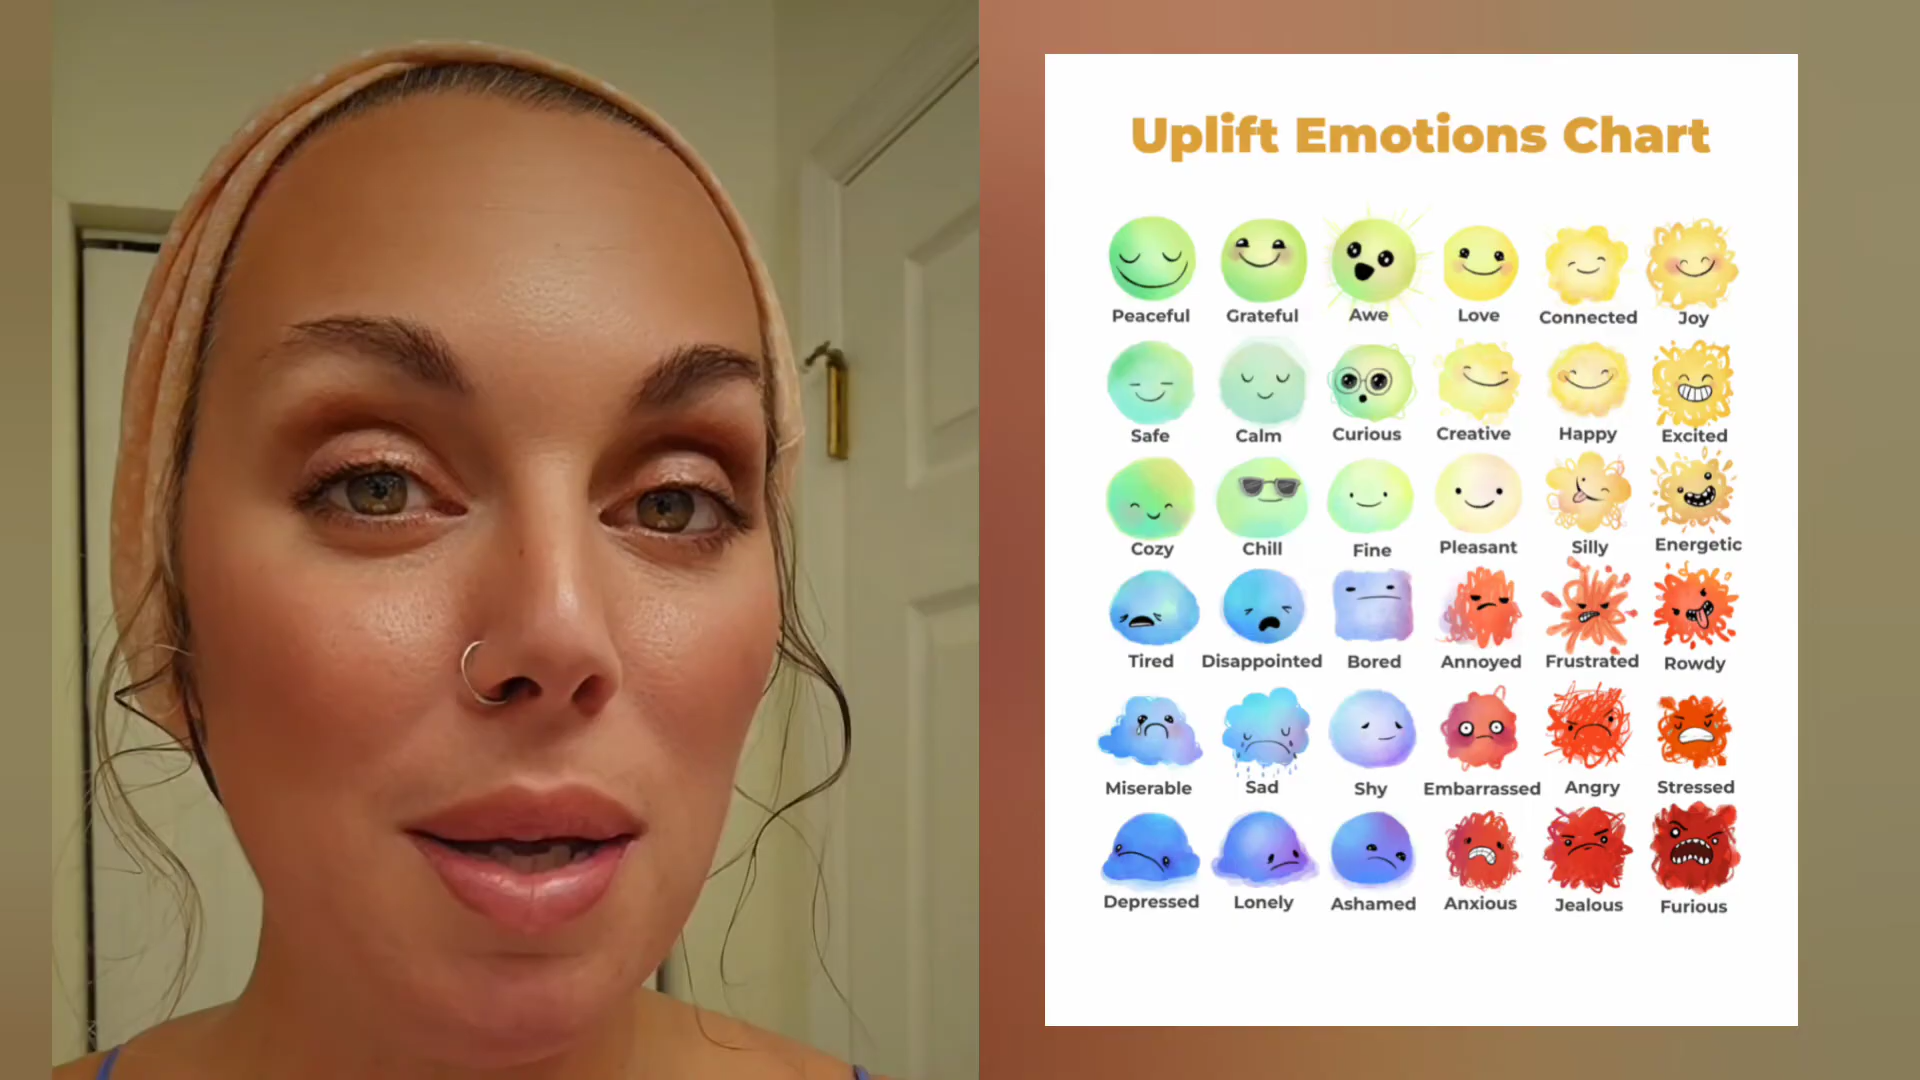 Uplift Emotions Chart
Peaceful Grateful Awe Love Connected Joy
Safe Calm Curious Creative Happy Excited
Cozy Chill Fine Pleasant Silly Energetic
Tired Disappointed Bored Annoyed Frustrated Rowdy
Miserable Sad Shy Embarrassed Angry Stressed
Depressed Lonely Ashamed Anxious Jealous Furious